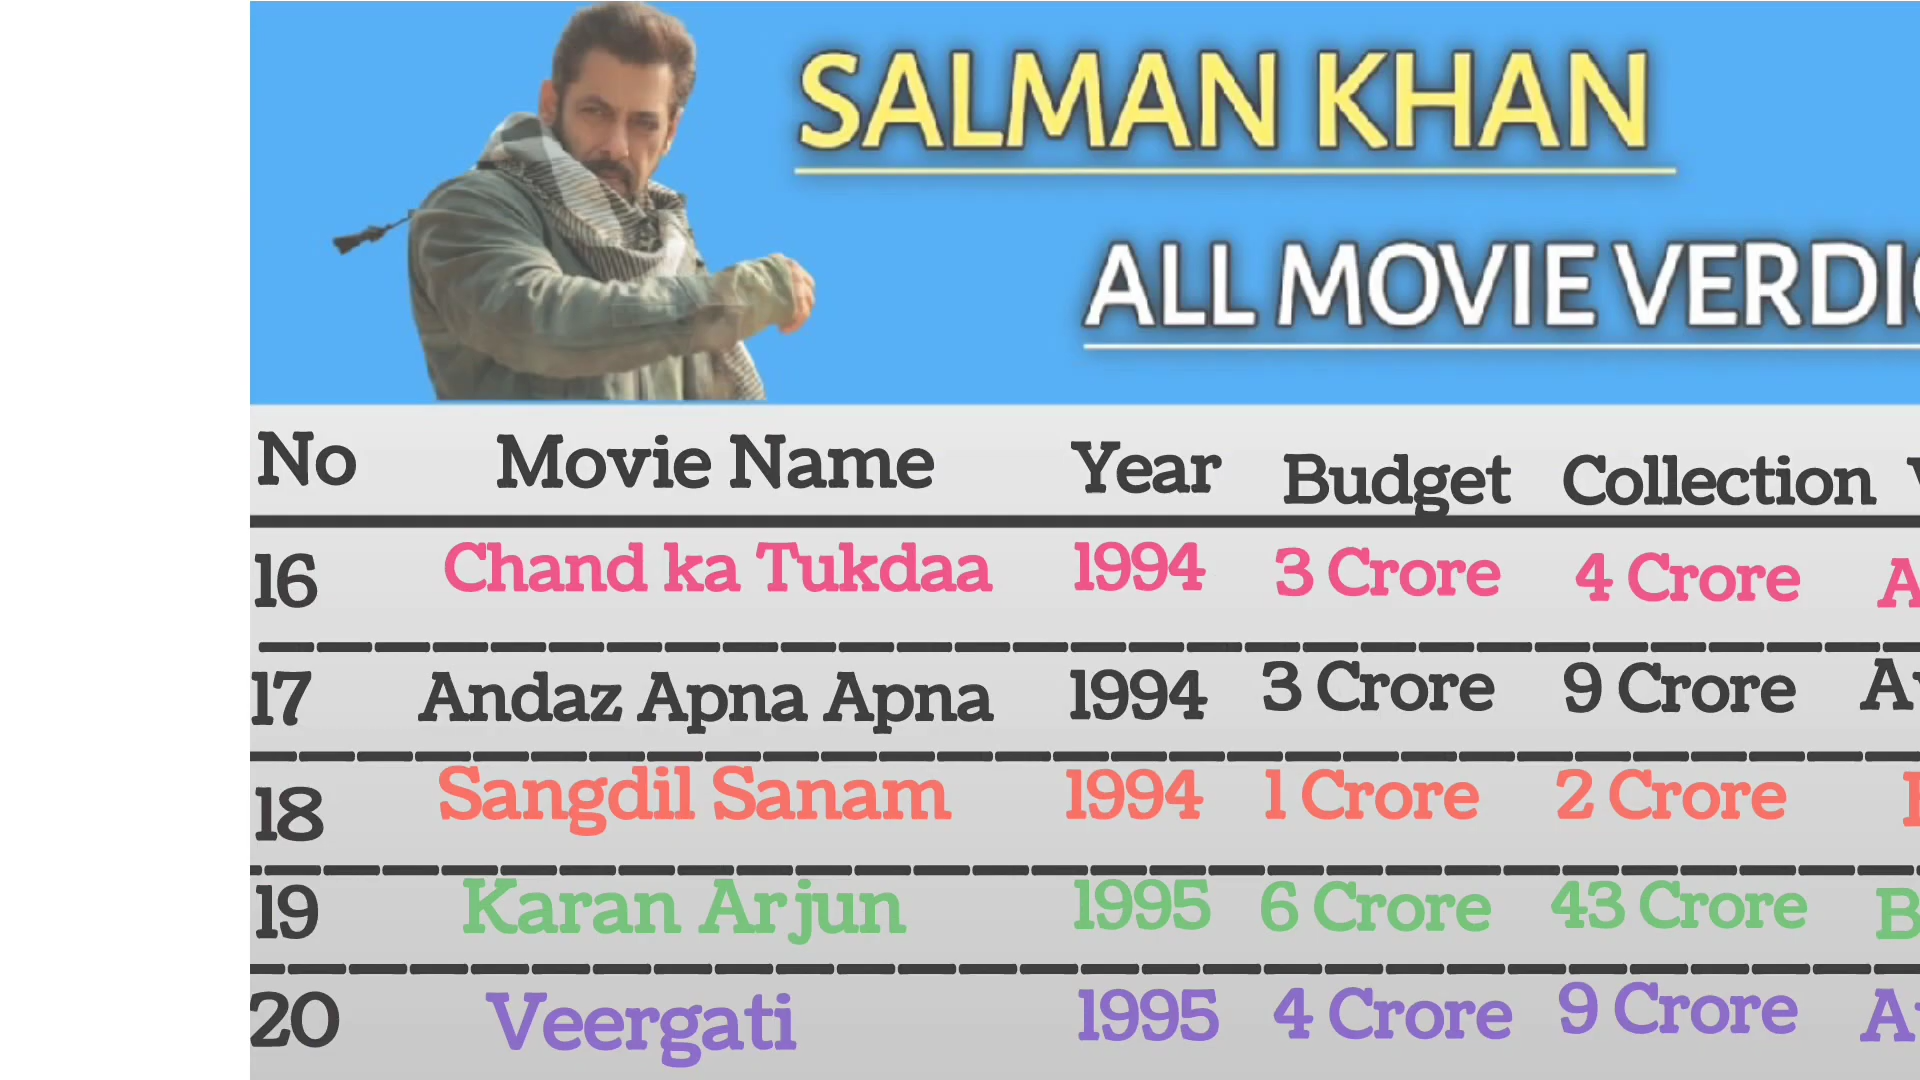 SALMAN KHAN
ALL MOVIE
No Movie Name Year Budget Collection
16 Chand ka Tukdaa 1994 3 Crore 4 Crore
17 Andaz Apna Apna 1994 3 Crore 9 Crore
18 Sangdil Sanam 1994 1 Crore 2 Crore
19 Karan Arjun 1995 6 Crore 43 Crore
20 Veergati 1995 4 Crore 9 Crore